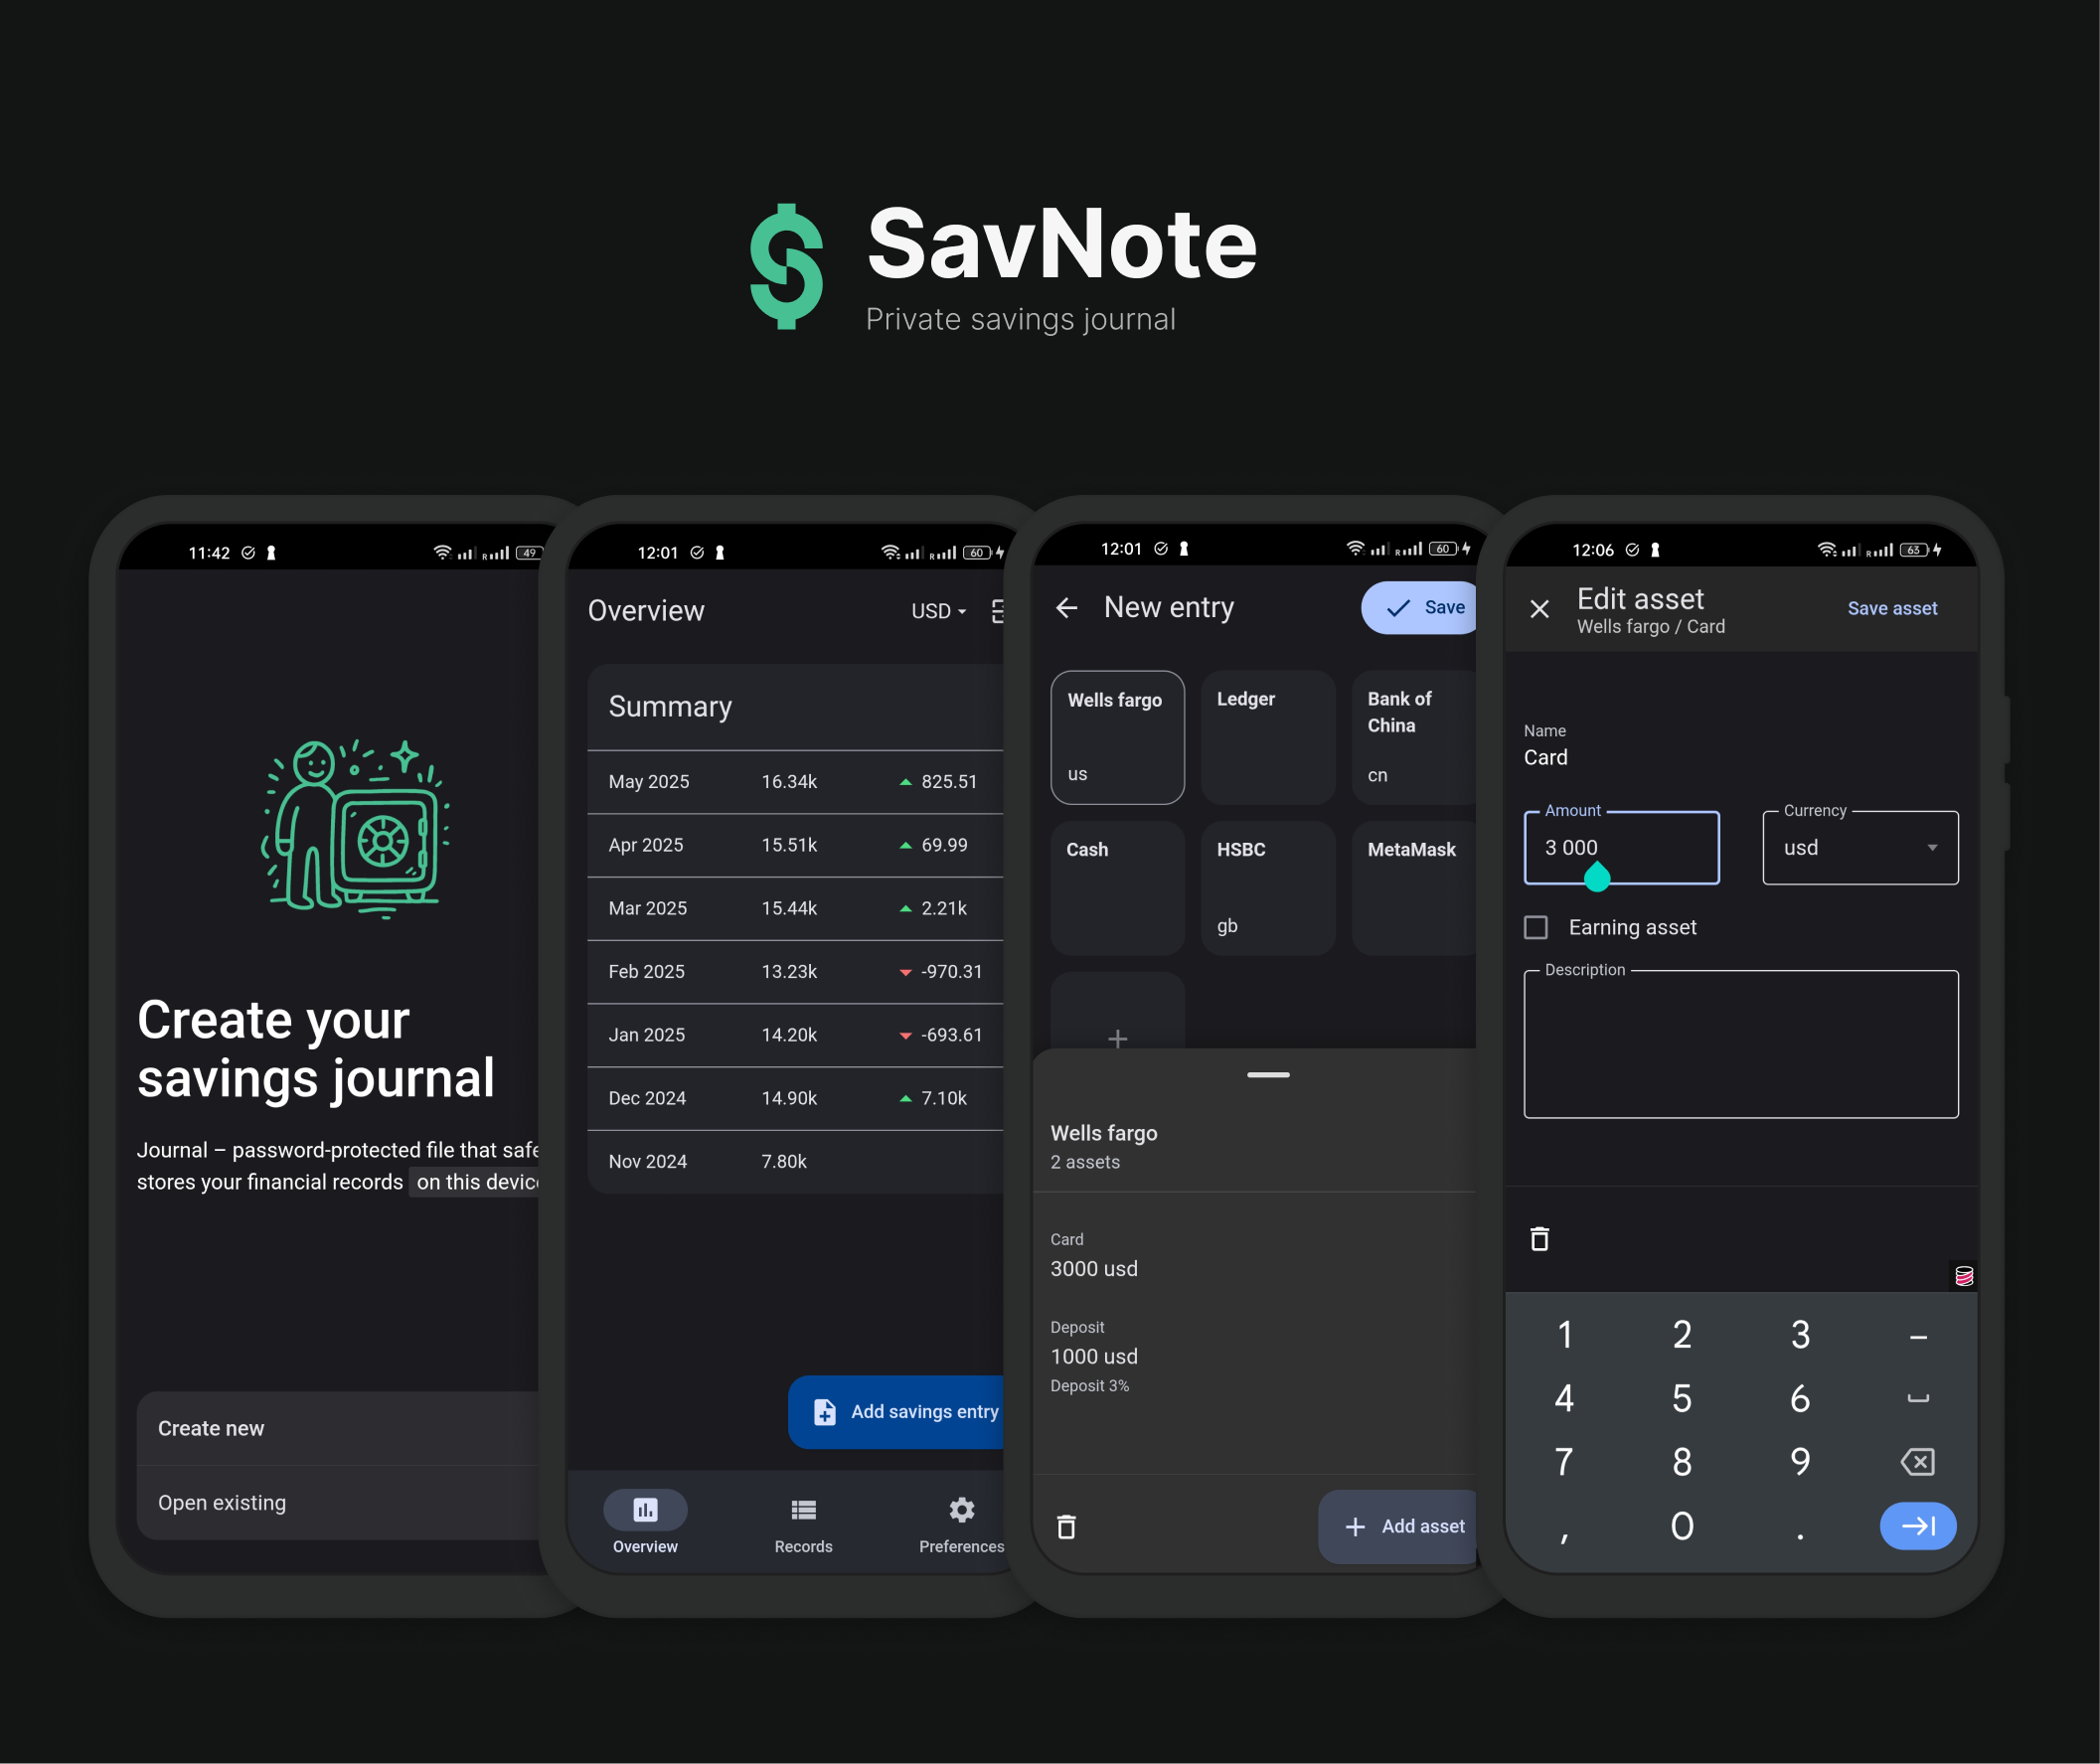 SavNote
Private savings journal
11:42
49
Create your
savings journal
Journal – password-protected file that safe
stores your financial records on this device
Create new
Open existing
12:01
60
Overview
USD
Summary
May 2025 16.34k 825.51
Apr 2025 15.51k 69.99
Mar 2025 15.44k 2.21k
Feb 2025 13.23k -970.31
Jan 2025 14.20k -693.61
Dec 2024 14.90k 7.10k
Nov 2024 7.80k
Add savings entry
Overview Records Preferences
12:01
R
60
New entry
Save
Wells fargo
us
Ledger
Bank of
China
cn
Cash
HSBC
gb
MetaMask
+
Wells fargo
2 assets
Card
3000 usd
Deposit
1000 usd
Deposit 3%
+ Add asset
12:06
R
63
Edit asset
Wells fargo / Card
Save asset
Name
Card
Amount
3 000
Currency
usd
Earning asset
Description
1 2 3 –
4 5 6
7 8 9
, 0 .